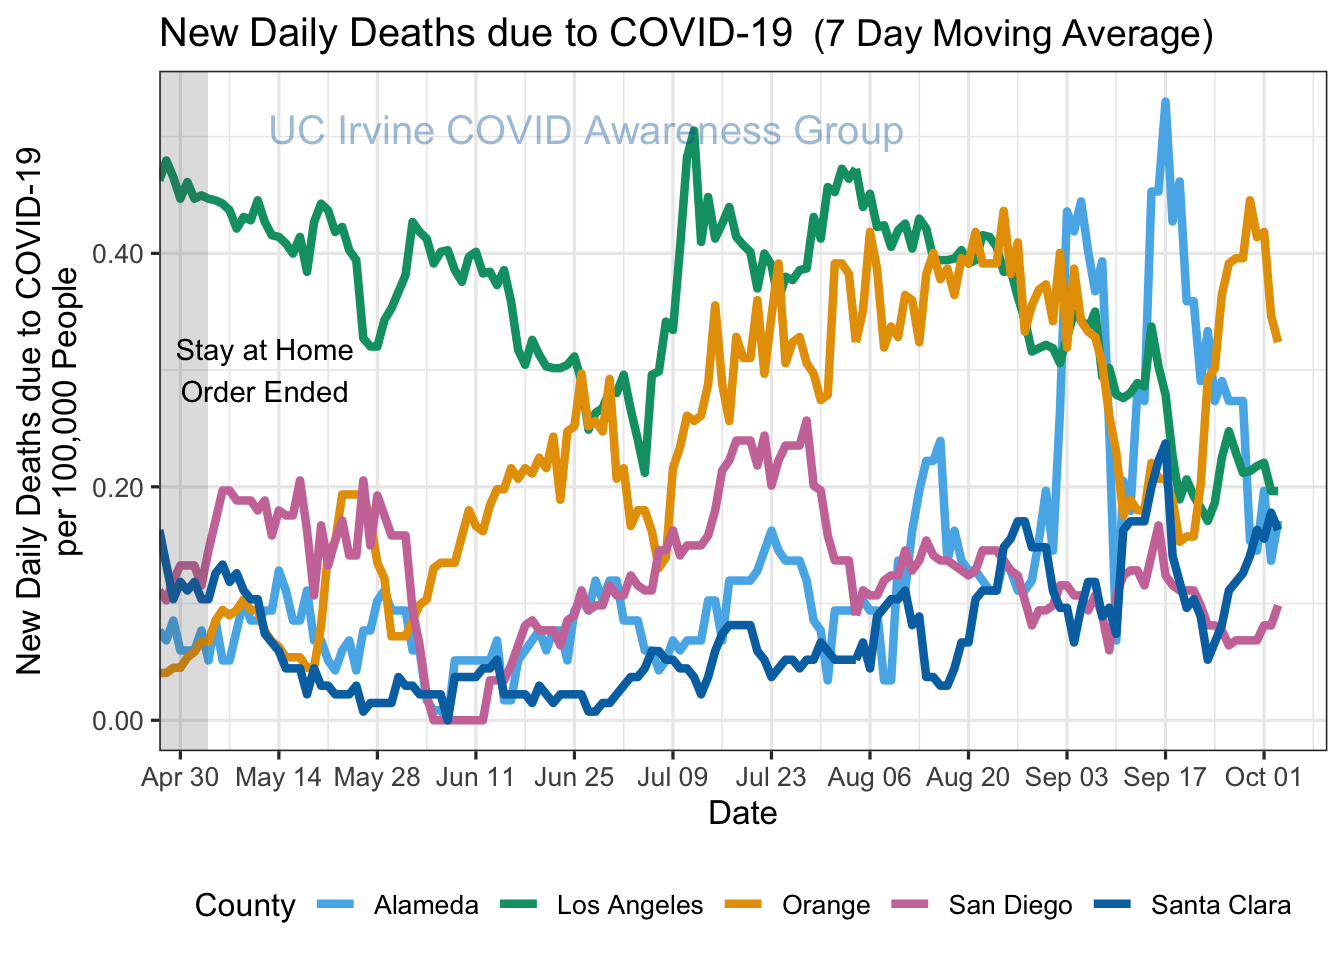 New Daily Deaths due to COVID-19 (7 Day Moving Average)
UC Irvine COVID Awareness Group
New Daily Deaths due to COVID-19
per 100,000 People
0.40
0.20
0.00
Stay at Home
Order Ended
Apr 30 May 14 May 28 Jun 11 Jun 25 Jul 09 Jul 23 Aug 06 Aug 20 Sep 03 Sep 17 Oct 01
Date
County Alameda Los Angeles Orange San Diego Santa Clara